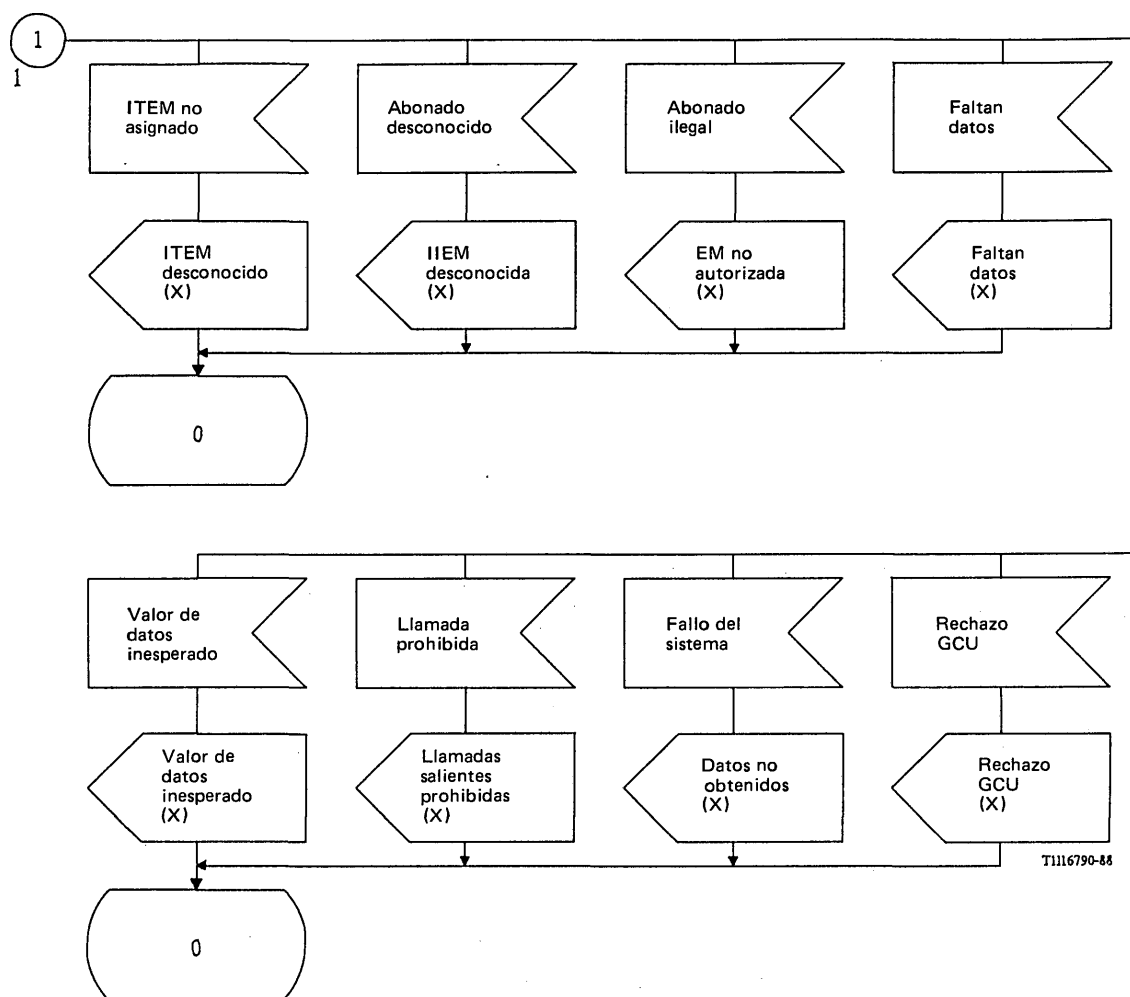 1
1
ITEM no
asignado
Abonado
desconocido
Abonado
ilegal
Faltan
datos
ITEM
desconocido
(X)
IIEM
desconocida
(X)
EM no
autorizada
(X)
Faltan
datos
(X)
0
Valor de
datos
inesperado
Llamada
prohibida
Fallo del
sistema
Rechazo
GCU
Valor de
datos
inesperado
(X)
Llamadas
salientes
prohibidas
(X)
Datos no
obtenidos
(X)
Rechazo
GCU
(X)
T1116790-88
0